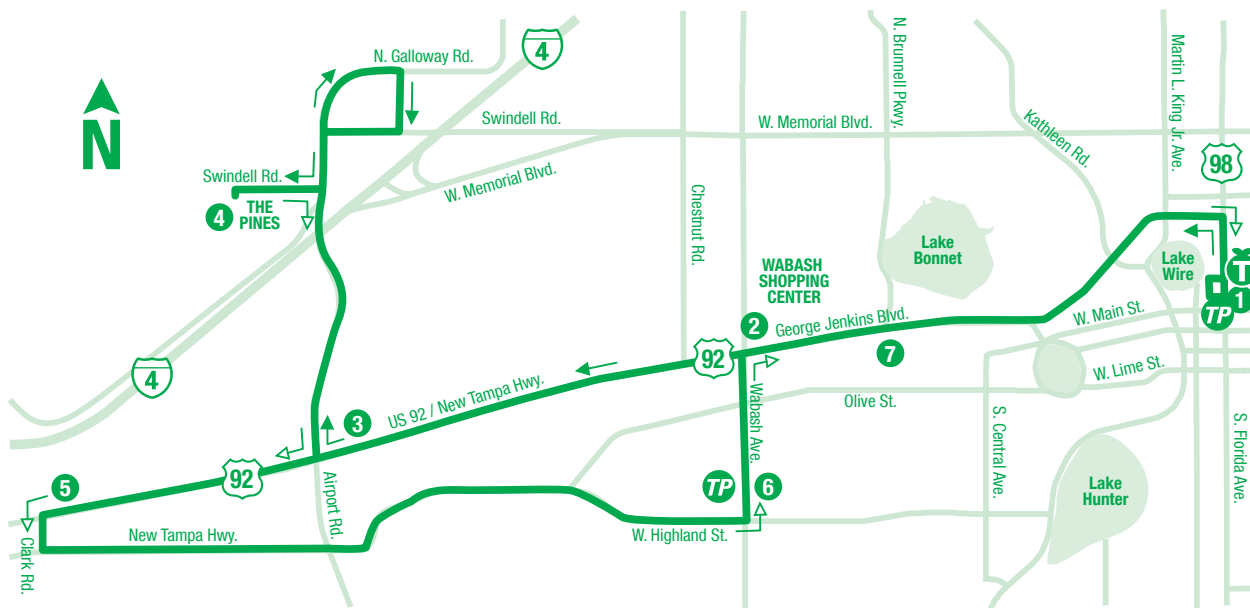 N. Galloway Rd.
4
N. Brunnell Pkwy.
Martin L. King Jr. Ave.
N
Swindell Rd.
W. Memorial Blvd.
Kathleen Rd.
98
Swindell Rd.
W. Memorial Blvd.
4
THE
PINES
Chestnut Rd.
Lake
Bonnet
Lake
Wire
WABASH
SHOPPING
CENTER
T
1
TP
2
George Jenkins Blvd.
W. Main St.
7
92
4
W. Lime St.
US 92 / New Tampa Hwy.
Wabash Ave.
Olive St.
3
S. Central Ave.
S. Florida Ave.
92
5
Airport Rd.
TP
6
Lake
Hunter
New Tampa Hwy.
W. Highland St.
Clark Rd.